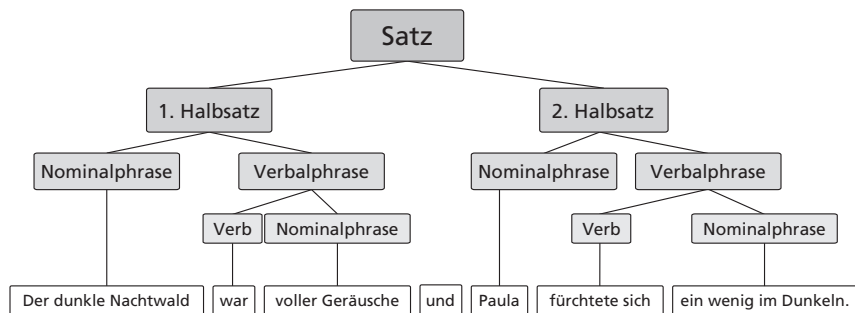 Satz
1. Halbsatz 2. Halbsatz
Nominalphrase Verbalphrase Nominalphrase Verbalphrase
Verb Nominalphrase Verb Nominalphrase
Der dunkle Nachtwald war voller Geräusche und Paula fürchtete sich ein wenig im Dunkeln.